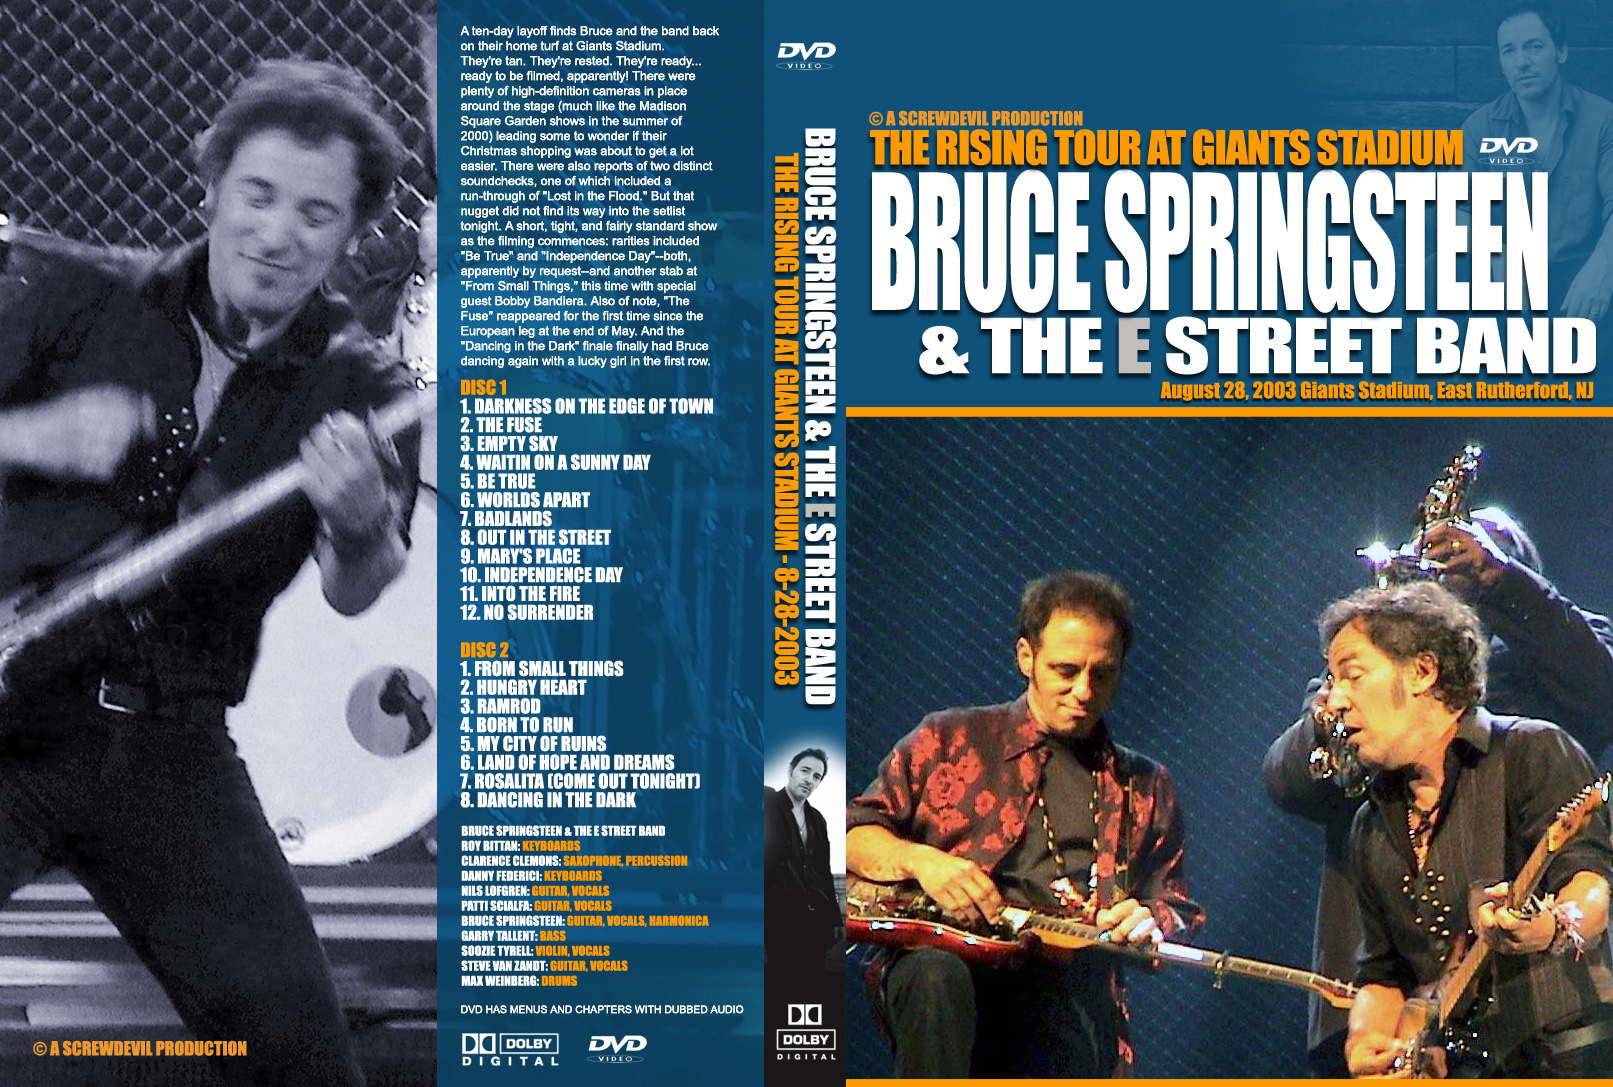 A ten-day layoff finds Bruce and the band back
on their home turf at Giants Stadium.
They're tan. They're rested. They're ready...
ready to be filmed, apparently! There were
plenty of high-definition cameras in place
around the stage (much like the Madison
Square Garden shows in the summer of
2000) leading some to wonder if their
Christmas shopping was about to get a lot
easier. There were also reports of two distinct
soundchecks, one of which included a
run-through of "Lost in the Flood." But that
nugget did not find its way into the setlist
tonight. A short, tight, and fairly standard show
as the filming commences: rarities included
"Be True" and "Independence Day"--both,
apparently by request--and another stab at
"From Small Things," this time with special
guest Bobby Bandiera. Also of note, "The
Fuse" reappeared for the first time since the
European leg at the end of May. And the
"Dancing in the Dark" finale finally had Bruce
dancing again with a lucky girl in the first row.
DISC 1
1. DARKNESS ON THE EDGE OF TOWN
2. THE FUSE
3. EMPTY SKY
4. WAITIN ON A SUNNY DAY
5. BE TRUE
6. WORLDS APART
7. BADLANDS
8. OUT IN THE STREET
9. MARY'S PLACE
10. INDEPENDENCE DAY
11. INTO THE FIRE
12. NO SURRENDER
DISC 2
1. FROM SMALL THINGS
2. HUNGRY HEART
3. RAMROD
4. BORN TO RUN
5. MY CITY OF RUINS
6. LAND OF HOPE AND DREAMS
7. ROSALITA (COME OUT TONIGHT)
8. DANCING IN THE DARK
BRUCE SPRINGSTEEN & THE E STREET BAND
ROY BITTAN: KEYBOARDS
CLARENCE CLEMONS: SAXOPHONE, PERCUSSION
DANNY FEDERICI: KEYBOARDS
NILS LOFGREN: GUITAR, VOCALS
PATTI SCIALFA: GUITAR, VOCALS
BRUCE SPRINGSTEEN: GUITAR, VOCALS, HARMONICA
GARRY TALLENT: BASS
SOOZIE TYRELL: VIOLIN, VOCALS
STEVE VAN ZANDT: GUITAR, VOCALS
MAX WEINBERG: DRUMS
DVD HAS MENUS AND CHAPTERS WITH DUBBED AUDIO
DOLBY
DIGITAL
DVD
VIDEO
© A SCREWDEVIL PRODUCTION
DVD
VIDEO
BRUCE SPRINGSTEEN & THE E STREET BAND
THE RISING TOUR AT GIANTS STADIUM - 8-28-2003
DOLBY
DIGITAL
© A SCREWDEVIL PRODUCTION
THE RISING TOUR AT GIANTS STADIUM
DVD
VIDEO
BRUCE SPRINGSTEEN
& THE E STREET BAND
August 28, 2003 Giants Stadium, East Rutherford, NJ